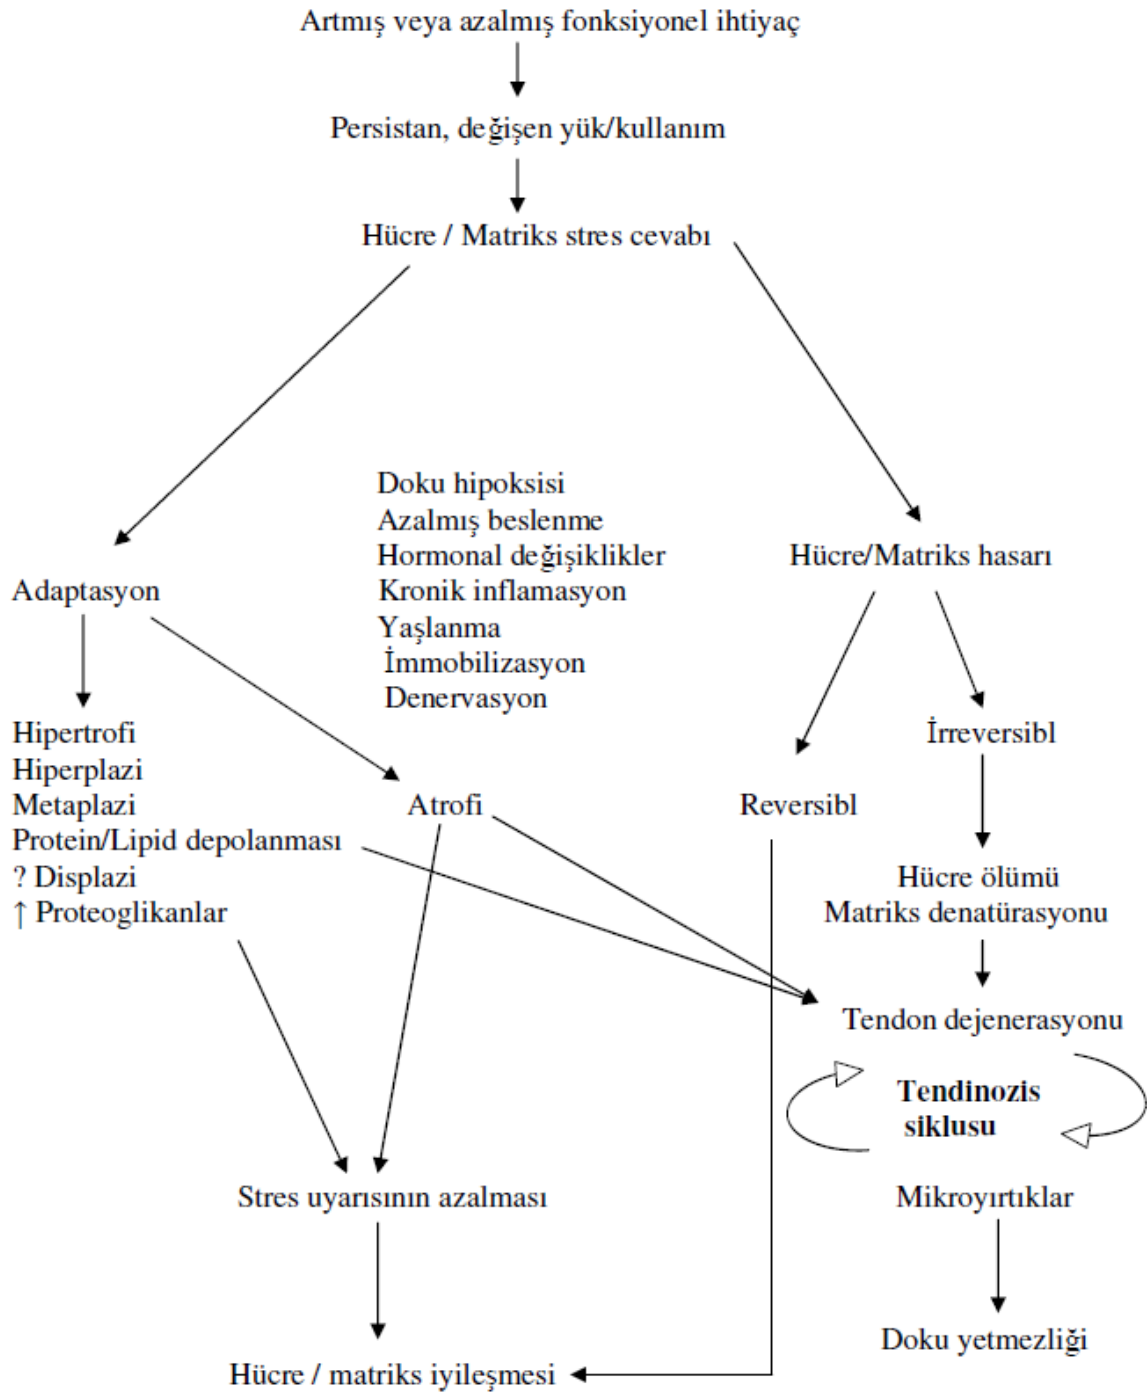 Artmış veya azalmış fonksiyonel ihtiyaç
Persistan, değişen yük/kullanım
Hücre / Matriks stres cevabı
Doku hipoksisi
Azalmış beslenme
Hormonal değişiklikler
Kronik inflamasyon
Yaşlanma
İmmobilizasyon
Denervasyon
Hücre/Matriks hasarı
Adaptasyon
Hipertrofi
Hiperplazi
Metaplazi
Protein/Lipid depolanması
? Displazi
↑ Proteoglikanlar
Atrofi
Reversibl
İrreversibl
Hücre ölümü
Matriks denatürasyonu
Tendon dejenerasyonu
Tendinozis
siklusu
Mikroyırtıklar
Stres uyarısının azalması
Doku yetmezliği
Hücre / matriks iyileşmesi